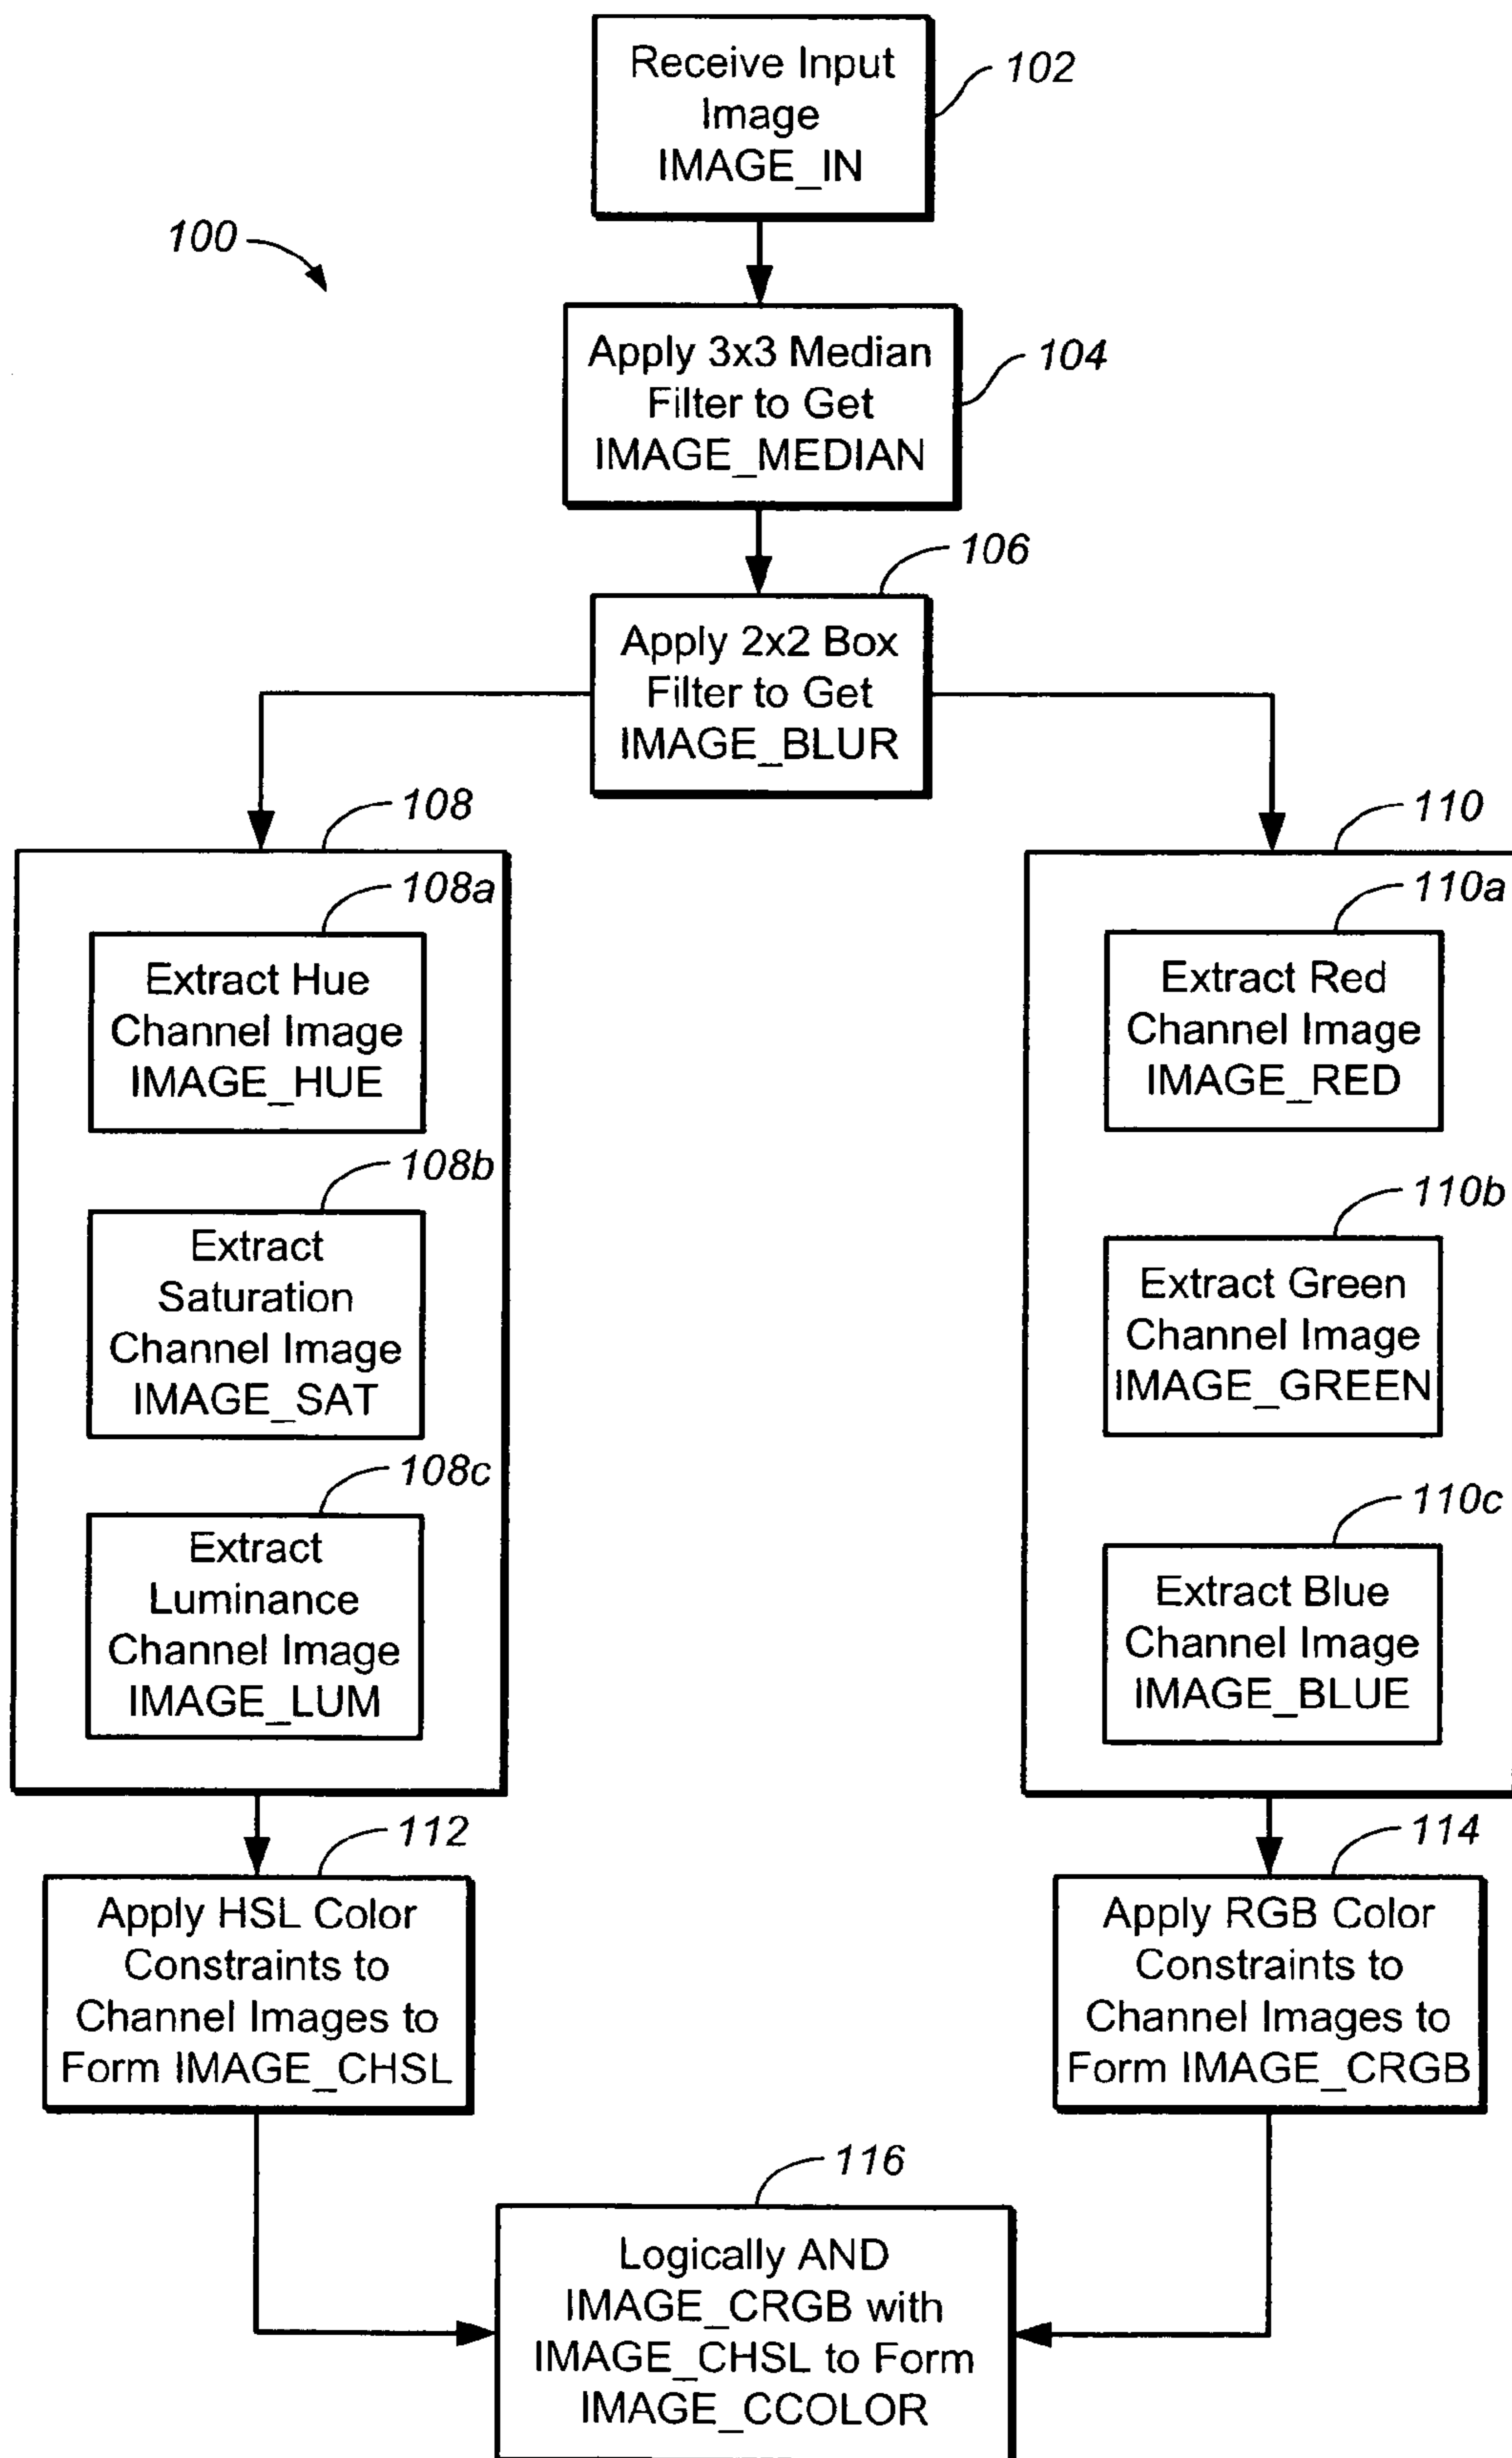 Receive Input
Image
IMAGE_IN
102
100
Apply 3x3 Median
Filter to Get
IMAGE_MEDIAN
104
106
Apply 2x2 Box
Filter to Get
IMAGE_BLUR
108
108a
Extract Hue
Channel Image
IMAGE_HUE
108b
Extract
Saturation
Channel Image
IMAGE_SAT
108c
Extract
Luminance
Channel Image
IMAGE_LUM
110
110a
Extract Red
Channel Image
IMAGE_RED
110b
Extract Green
Channel Image
IMAGE_GREEN
110c
Extract Blue
Channel Image
IMAGE_BLUE
112
Apply HSL Color
Constraints to
Channel Images to
Form IMAGE_CHSL
114
Apply RGB Color
Constraints to
Channel Images to
Form IMAGE_CRGB
116
Logically AND
IMAGE_CRGB with
IMAGE_CHSL to Form
IMAGE_CCOLOR